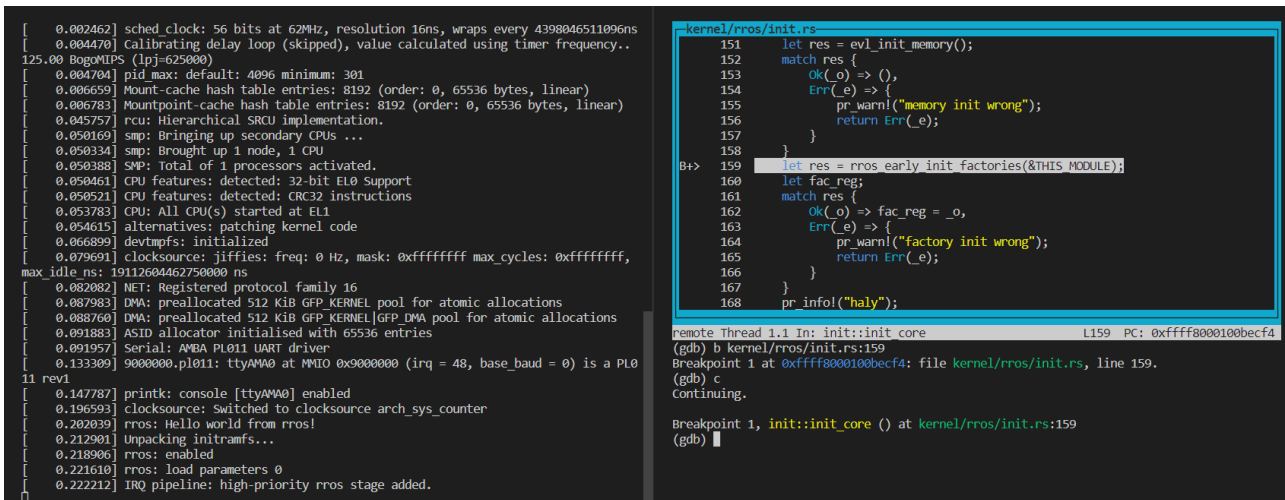 [    0.002462] sched_clock: 56 bits at 62MHz, resolution 16ns, wraps every 4398046511096ns
[    0.004470] Calibrating delay loop (skipped), value calculated using timer frequency..
125.00 BogoMIPS (lpj=625000)
[    0.004704] pid_max: default: 4096 minimum: 301
[    0.006659] Mount-cache hash table entries: 8192 (order: 0, 65536 bytes, linear)
[    0.006783] Mountpoint-cache hash table entries: 8192 (order: 0, 65536 bytes, linear)
[    0.045757] rcu: Hierarchical SRCU implementation.
[    0.050169] smp: Bringing up secondary CPUs ...
[    0.050334] smp: Brought up 1 node, 1 CPU
[    0.050388] SMP: Total of 1 processors activated.
[    0.050461] CPU features: detected: 32-bit EL0 Support
[    0.050521] CPU features: detected: CRC32 instructions
[    0.053783] CPU: All CPU(s) started at EL1
[    0.054615] alternatives: patching kernel code
[    0.066899] devtmpfs: initialized
[    0.079691] clocksource: jiffies: freq: 0 Hz, mask: 0xffffffff max_cycles: 0xffffffff,
max_idle_ns: 19112604462750000 ns
[    0.082082] NET: Registered protocol family 16
[    0.087983] DMA: preallocated 512 KiB GFP_KERNEL pool for atomic allocations
[    0.088760] DMA: preallocated 512 KiB GFP_KERNEL|GFP_DMA pool for atomic allocations
[    0.091883] ASID allocator initialised with 65536 entries
[    0.091957] Serial: AMBA PL011 UART driver
[    0.133309] 9000000.pl011: ttyAMA0 at MMIO 0x9000000 (irq = 48, base_baud = 0) is a PL0
11 rev1
[    0.147787] printk: console [ttyAMA0] enabled
[    0.196593] clocksource: Switched to clocksource arch_sys_counter
[    0.202039] rros: Hello world from rros!
[    0.212901] Unpacking initramfs...
[    0.218906] rros: enabled
[    0.221610] rros: load parameters 0
[    0.222212] IRQ pipeline: high-priority rros stage added.
kernel/rros/init.rs
151     let res = evl_init_memory();
152     match res {
153         Ok(_o) => (),
154         Err(_e) => {
155             pr_warn!("memory init wrong");
156             return Err(_e);
157         }
158     }
B+> 159     let res = rros_early_init_factories(&THIS_MODULE);
160     let fac_reg;
161     match res {
162         Ok(_o) => fac_reg = _o,
163         Err(_e) => {
164             pr_warn!("factory init wrong");
165             return Err(_e);
166         }
167     }
168     pr_info!("haly");
remote Thread 1.1 In: init::init_core L159 PC: 0xffff8000100becf4
(gdb) b kernel/rros/init.rs:159
Breakpoint 1 at 0xffff8000100becf4: file kernel/rros/init.rs, line 159.
(gdb) c
Continuing.
Breakpoint 1, init::init_core () at kernel/rros/init.rs:159
(gdb)